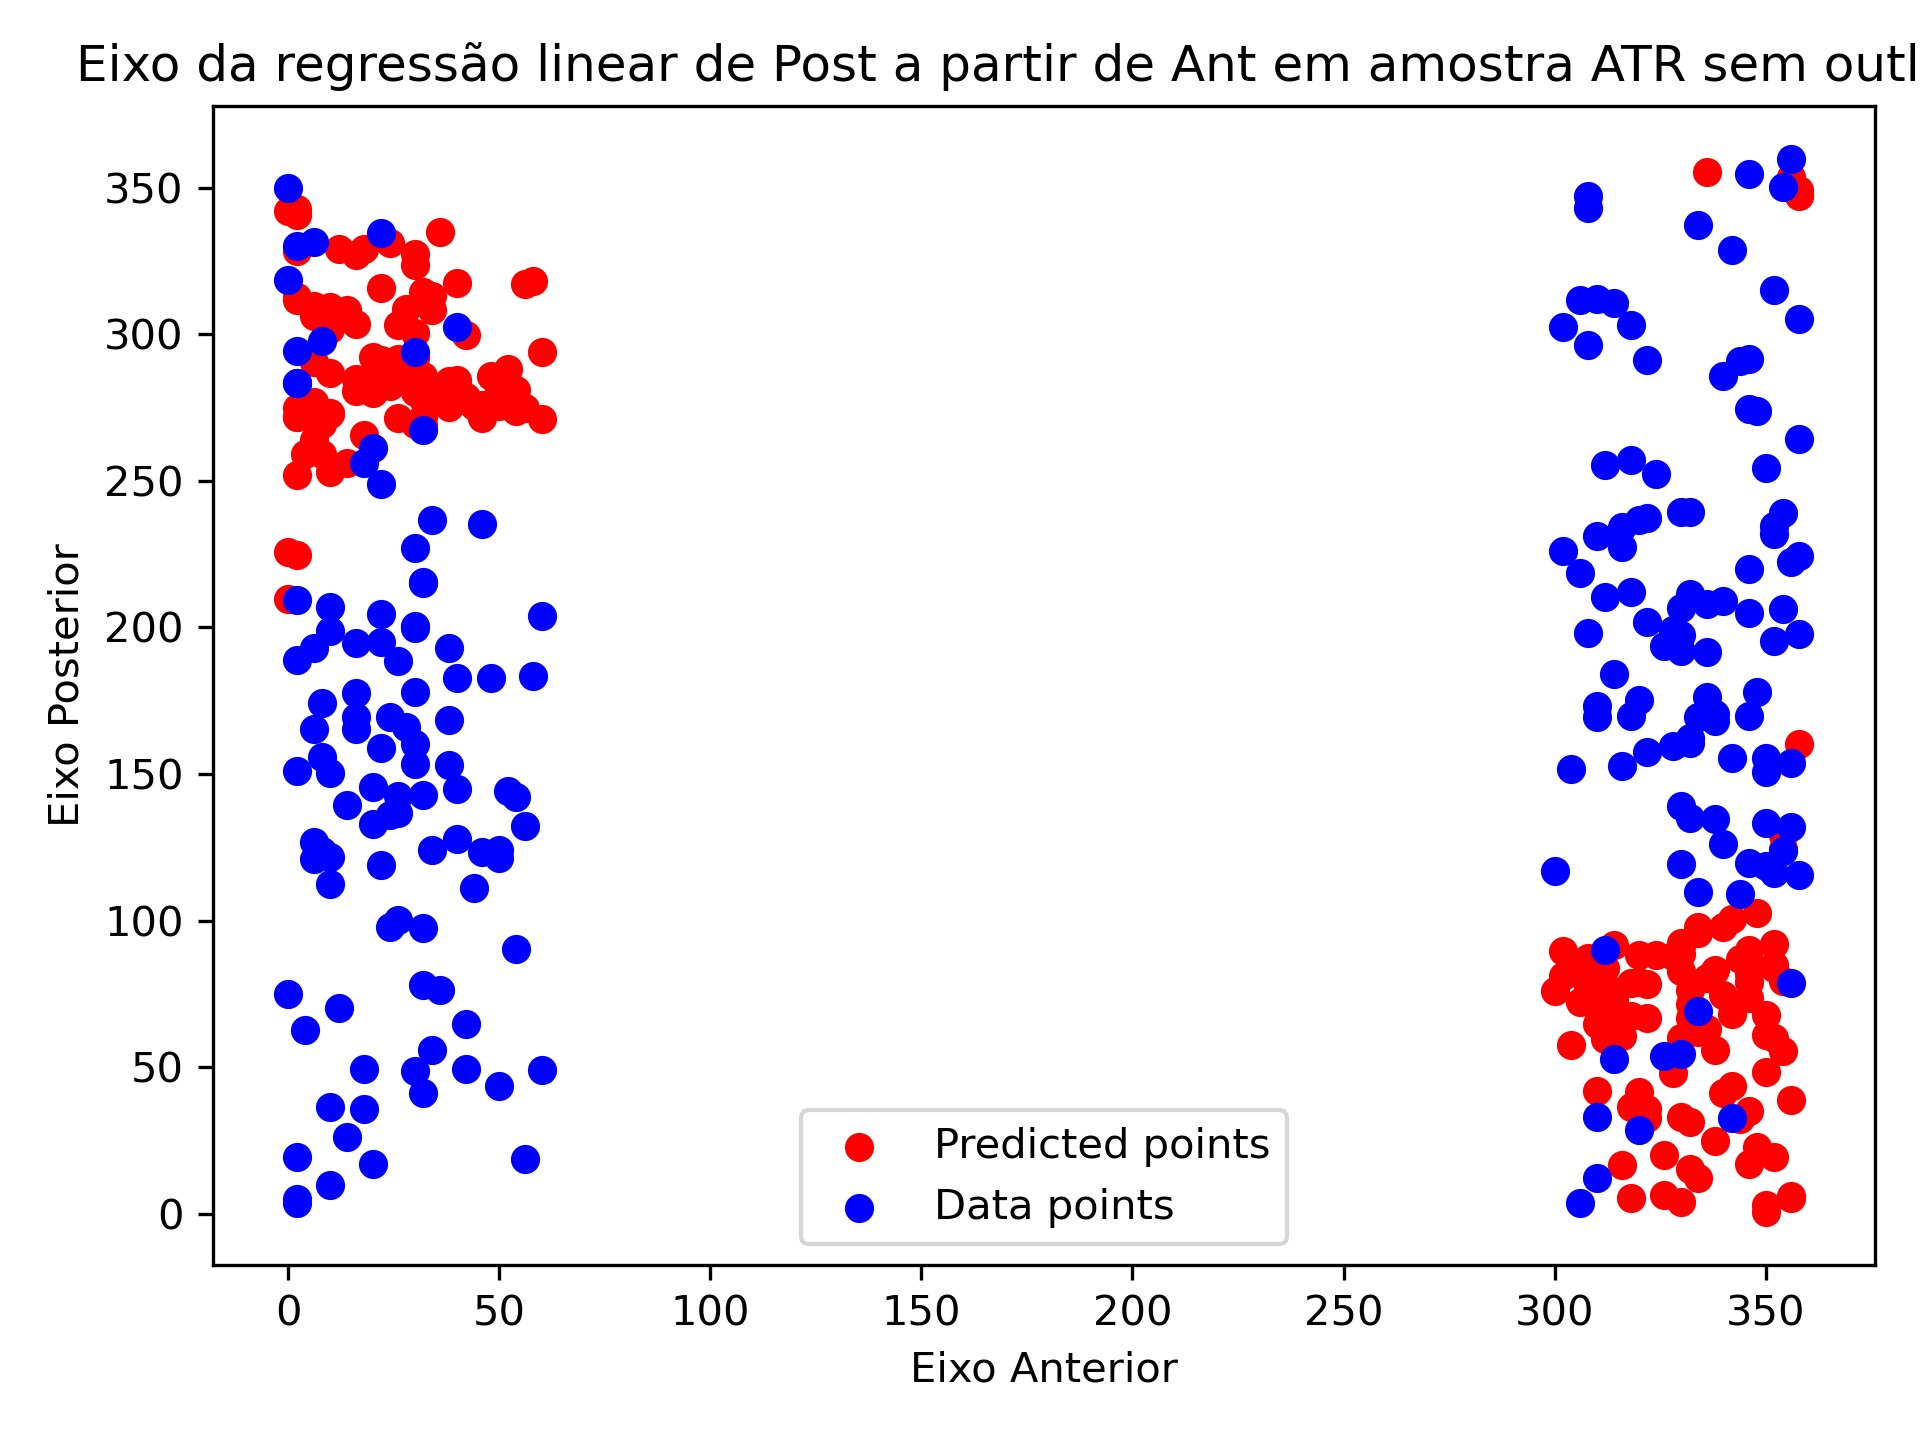 Eixo da regressão linear de Post a partir de Ant em amostra ATR sem
350
300
250
200
150
100
50
0
Eixo Posterior
Predicted points
Data points
0 50 100 150 200 250 300 350
Eixo Anterior